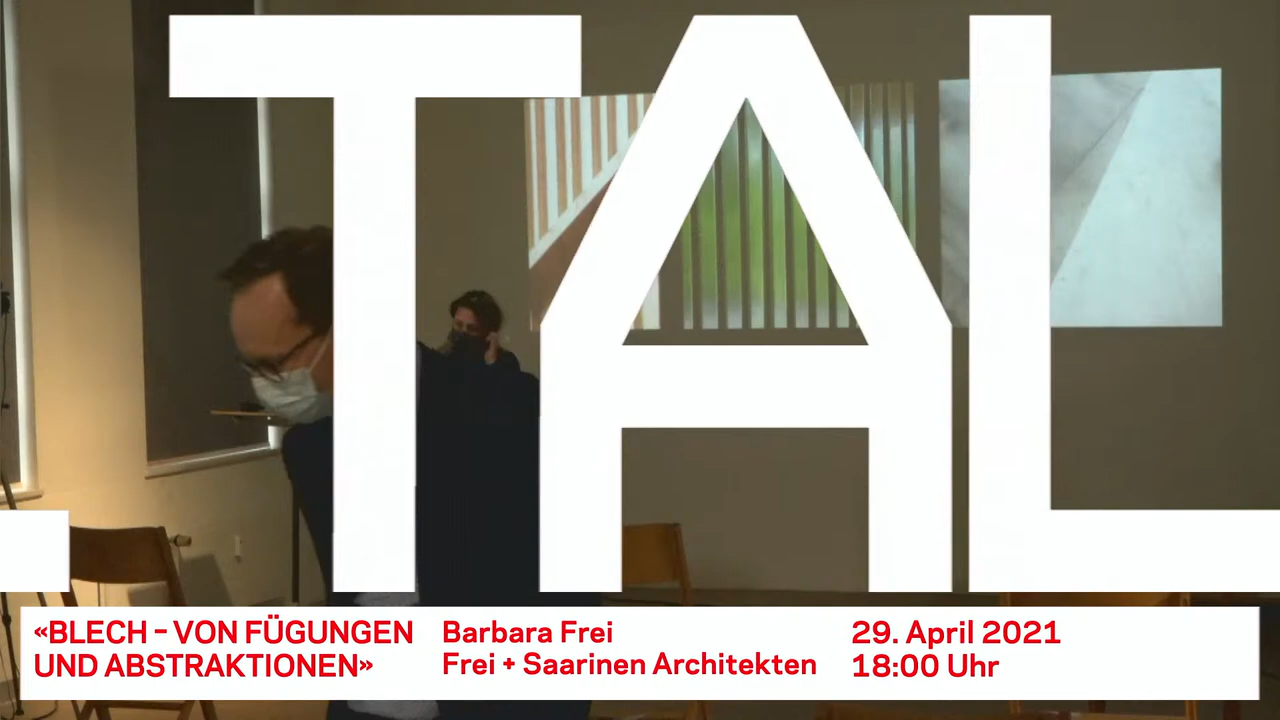 TAL
«BLECH – VON FÜGUNGEN
UND ABSTRAKTIONEN»
Barbara Frei
Frei + Saarinen Architekten
29. April 2021
18:00 Uhr